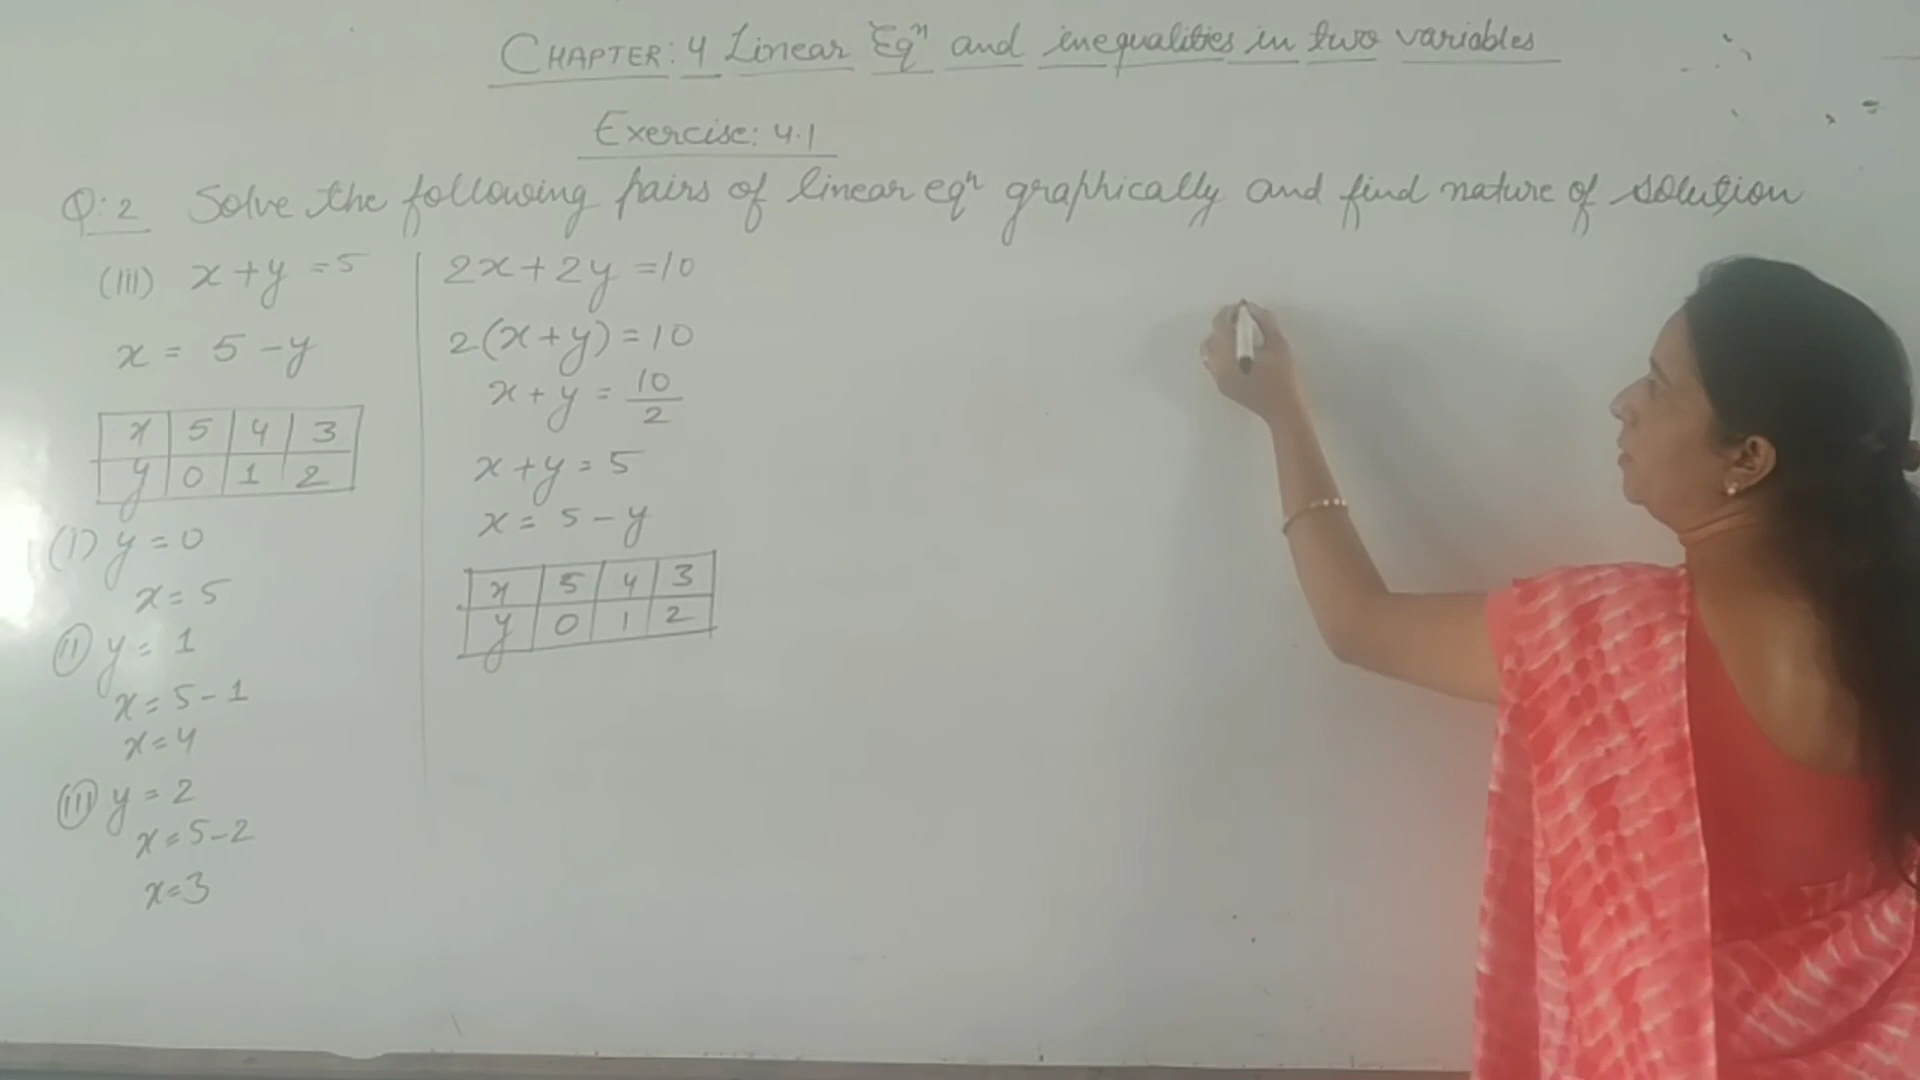 CHAPTER: 4 Linear Eqⁿ and inequalities in two variables
Exercise: 4.1
Q:2 Solve the following pairs of linear eqⁿ graphically and find nature of solution
(III) x+y=5
x = 5-y
x 5 4 3
y 0 1 2
(I) y=0
x=5
(II) y=1
x=5-1
x=4
(III) y=2
x=5-2
x=3
2x+2y=10
2(x+y)=10
x+y=10/2
x+y=5
x=5-y
x 5 4 3
y 0 1 2